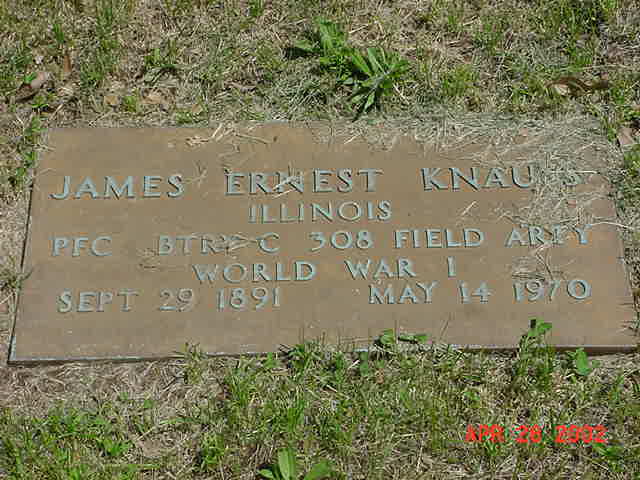 JAMES ERNEST KNAUS
ILLINOIS
PFC BTRY C 308 FIELD ARTY
WORLD WAR I
SEPT 29 1891 MAY 14 1970
APR 28 2002